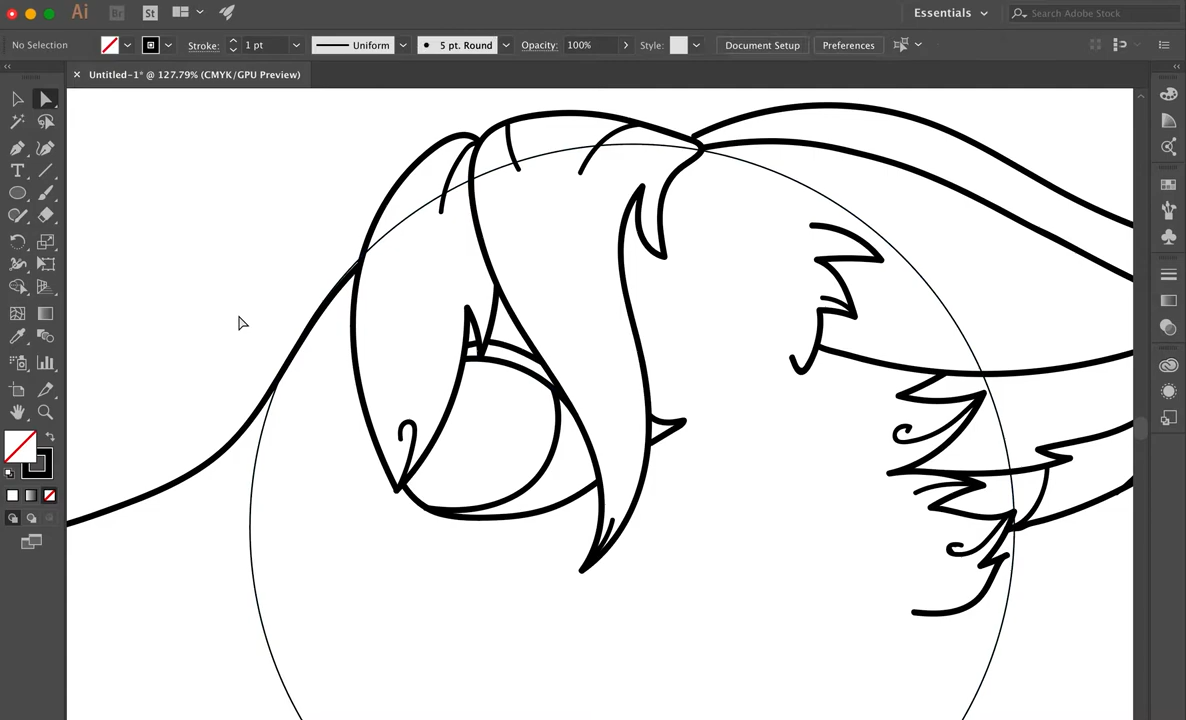 Ai Br St Essentials Search Adobe Stock
No Selection Stroke: 1 pt Uniform 5 pt. Round Opacity: 100% Style: Document Setup Preferences
× Untitled-1* @ 127.79% (CMYK/GPU Preview)